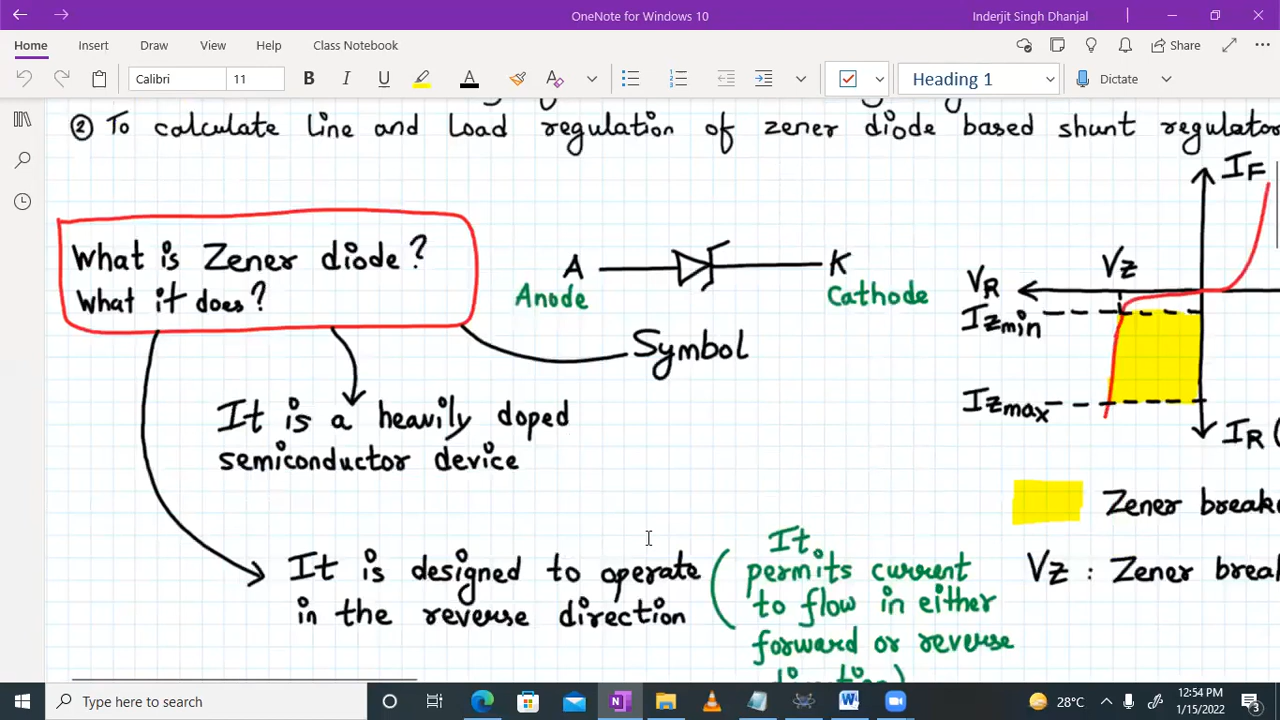 OneNote for Windows 10
Inderjit Singh Dhanjal
Home Insert Draw View Help Class Notebook
Share
Calibri 11 B I U A A Heading 1 Dictate
② To calculate Line and Load regulation of zener diode based shunt regulator
What is Zener diode?
What it does?
A
Anode
K
Cathode
Symbol
It is a heavily doped
semiconductor device
It is designed to operate
in the reverse direction
(It
permits current
to flow in either
forward or reverse
direction)
IF
VZ
VR
Izmin
Izmax
IR (
Zener break
Vz : Zener break
Type here to search
28°C
12:54 PM
1/15/2022
3